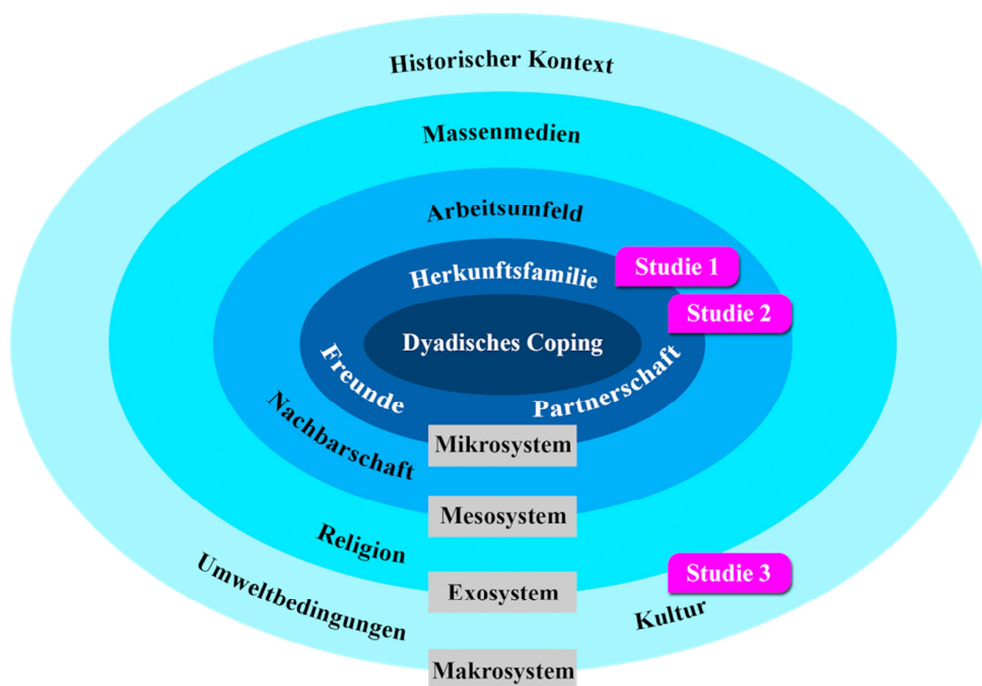 Historischer Kontext
Massenmedien
Arbeitsumfeld
Herkunftsfamilie
Studie 1
Studie 2
Dyadisches Coping
Freunde
Partnerschaft
Nachbarschaft
Mikrosystem
Mesosystem
Religion
Studie 3
Umweltbedingungen
Exosystem
Kultur
Makrosystem